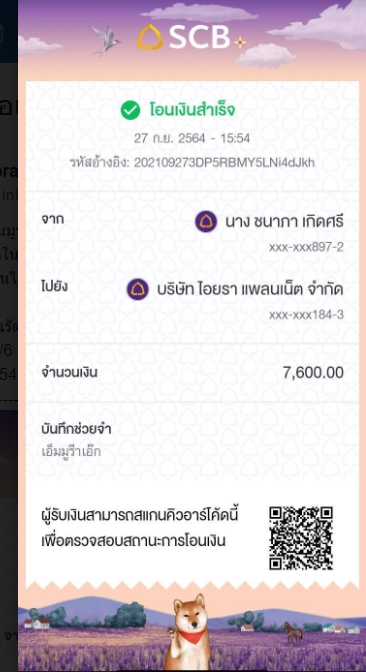 SCB
โอนเงินสำเร็จ
27 ก.ย. 2564 - 15:54
รหัสอ้างอิง: 202109273DP5RBMY5LNi4dJkh
จาก
นาง ชนาภา เกิดศรี
xxx-xxx897-2
ไปยัง
บริษัท ไอยรา แพลนเน็ต จำกัด
xxx-xxx184-3
จำนวนเงิน
7,600.00
บันทึกช่วยจำ
เอ็มมูรีาเอ๊ก
ผู้รับเงินสามารถสแกนคิวอาร์โค้ดนี้
เพื่อตรวจสอบสถานะการโอนเงิน